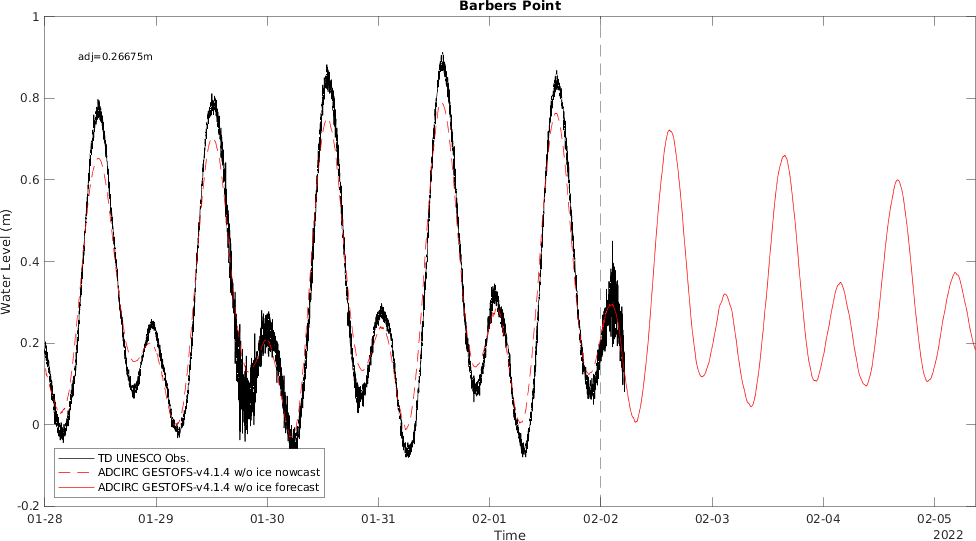 Barbers Point
adj=0.26675m
Water Level (m)
1
0.8
0.6
0.4
0.2
0
-0.2
TD UNESCO Obs.
ADCIRC GESTOFS-v4.1.4 w/o ice nowcast
ADCIRC GESTOFS-v4.1.4 w/o ice forecast
01-28 01-29 01-30 01-31 02-01 02-02 02-03 02-04 02-05
Time
2022